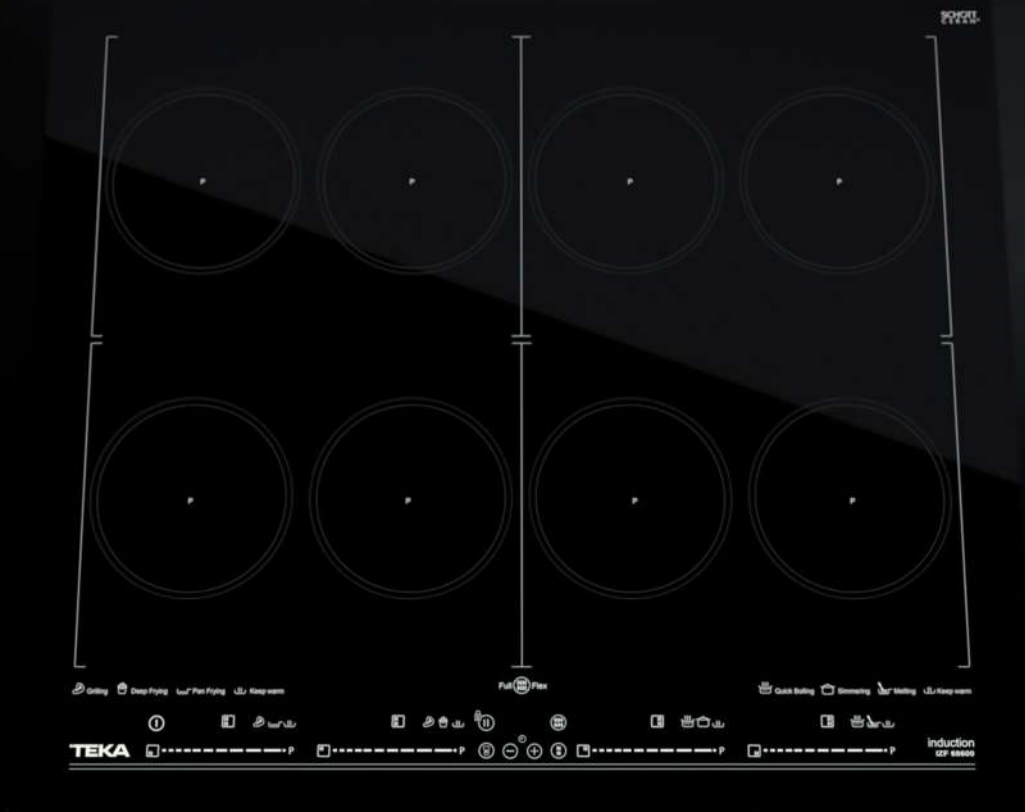 SCHOTT
CERAN®
P P P P
P P P P
Grilling Deep Frying Pan Frying Keep warm Full Flex Quick Boiling Simmering Melting Keep warm
TEKA P P P P induction
IZF 68600